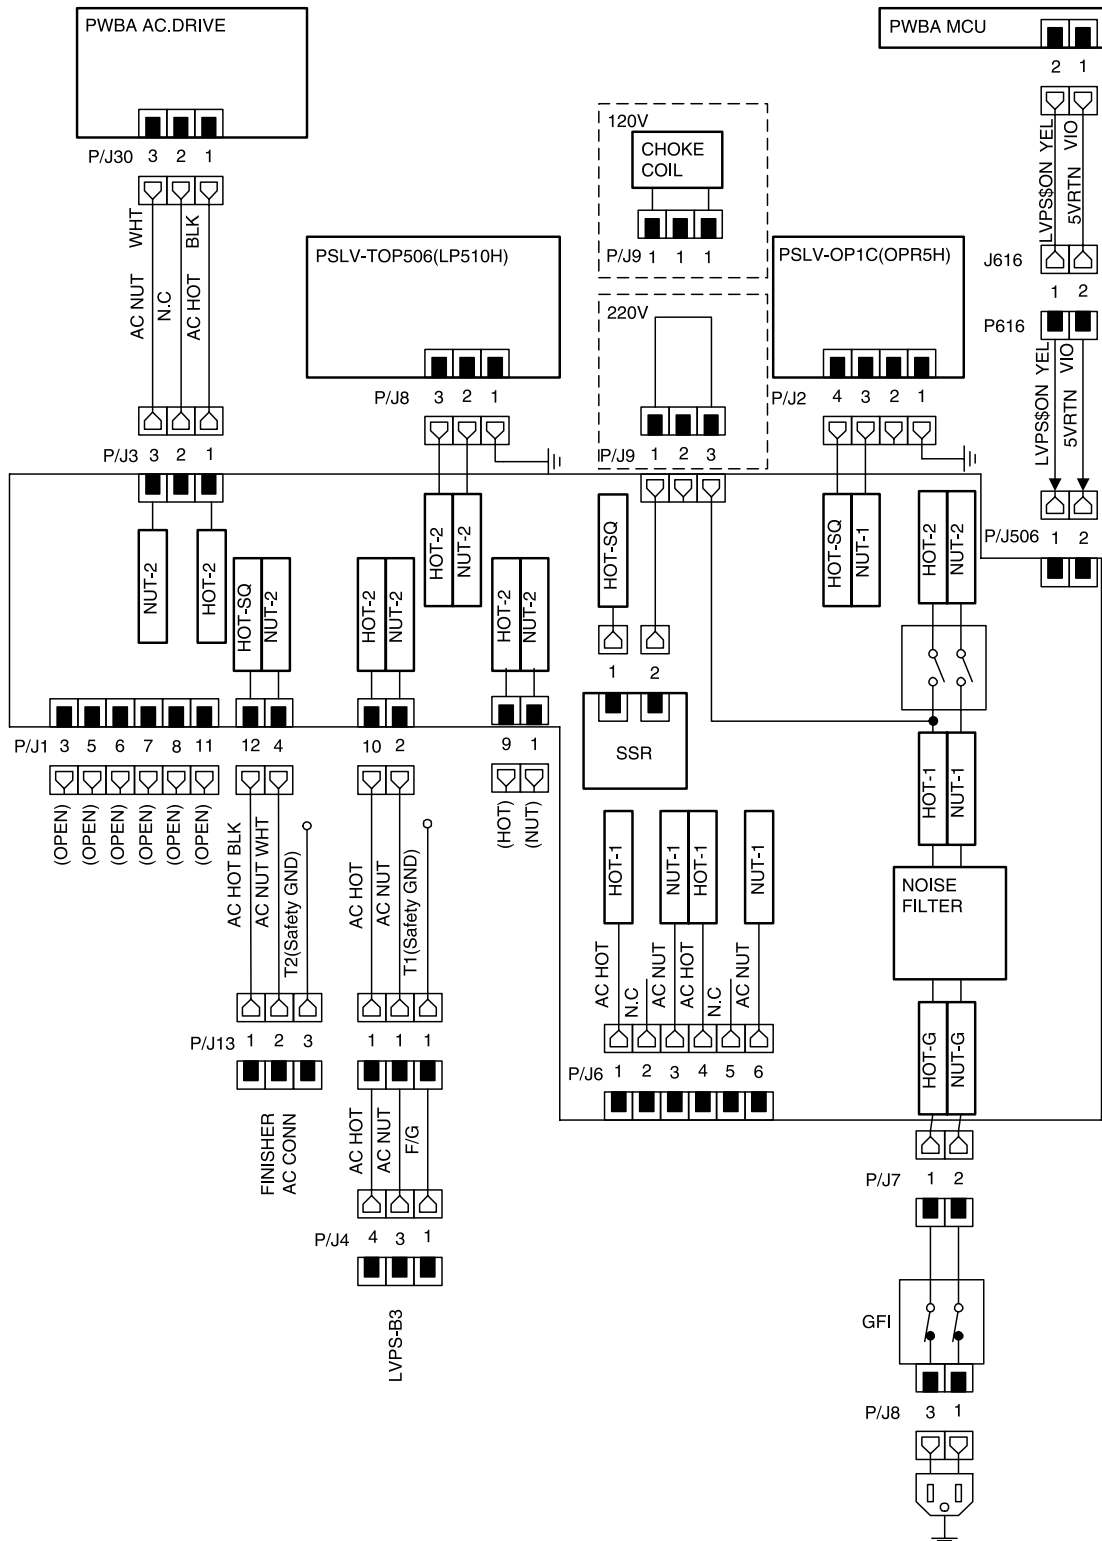 PWBA AC.DRIVE
PWBA MCU
P/J30 3 2 1
2 1
120V
CHOKE
COIL
P/J9 1 1 1
LVPS$ON YEL
5VRTN VIO
AC NUT WHT
N.C
AC HOT BLK
PSLV-TOP506(LP510H)
PSLV-OP1C(OPR5H)
J616
1 2
P616
220V
P/J8 3 2 1
P/J2 4 3 2 1
LVPS$ON YEL
5VRTN VIO
P/J3 3 2 1
P/J9 1 2 3
P/J506 1 2
NUT-2
HOT-2
HOT-SQ
NUT-2
HOT-2
NUT-2
HOT-2
NUT-2
HOT-2
NUT-2
HOT-SQ
HOT-SQ
NUT-1
HOT-2
NUT-2
1 2
SSR
P/J1 3 5 6 7 8 11 12 4 10 2 9 1
(OPEN)
(OPEN)
(OPEN)
(OPEN)
(OPEN)
(OPEN)
AC HOT BLK
AC NUT WHT
T2(Safety GND)
AC HOT
AC NUT
T1(Safety GND)
(HOT)
(NUT)
HOT-1
NUT-1
HOT-1
NUT-1
HOT-1
NUT-1
NOISE
FILTER
AC HOT
N.C
AC NUT
AC HOT
N.C
AC NUT
P/J13 1 2 3
1 1 1
P/J6 1 2 3 4 5 6
HOT-G
NUT-G
FINISHER
AC CONN
AC HOT
AC NUT
F/G
P/J7 1 2
P/J4 4 3 1
LVPS-B3
GFI
P/J8 3 1